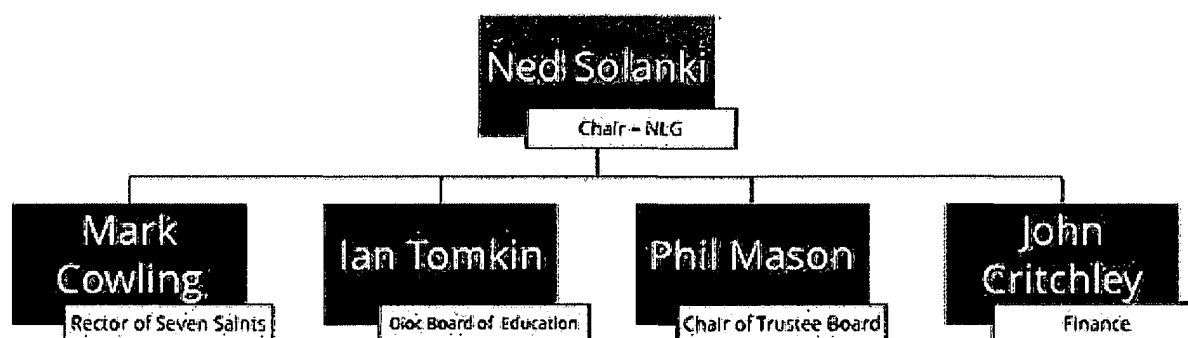 Ned Solanki
Chair – NLG
Mark
Cowling
Rector of Seven Saints
Ian Tomkin
Dioc Board of Education
Phil Mason
Chair of Trustee Board
John
Critchley
Finance